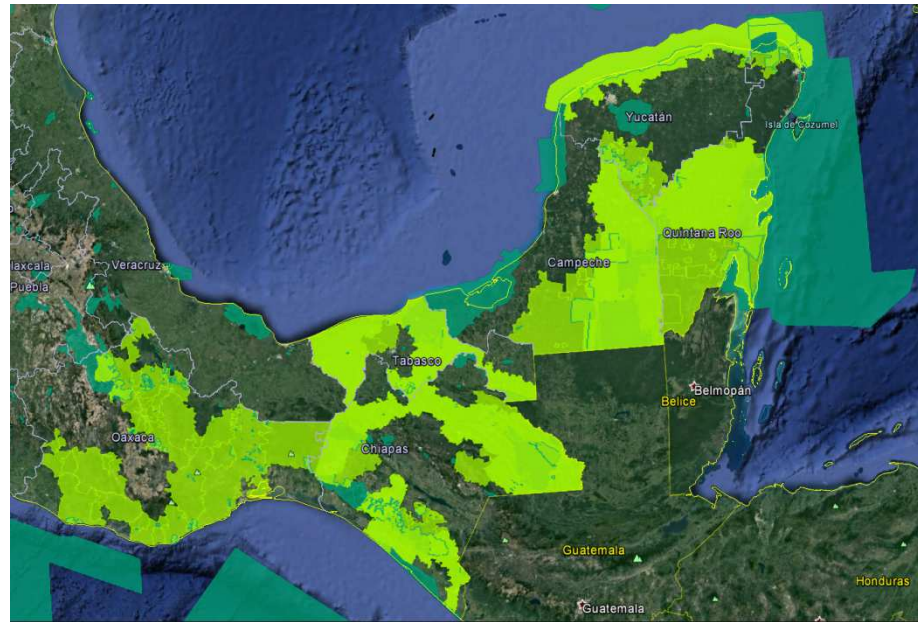 Yucatán
Isla de Cozumel
Quintana Roo
Campeche
laxcala
Veracruz
Puebla
Tabasco
Belmopán
Belice
Oaxaca
Chiapas
Guatemala
Honduras
Guatemala